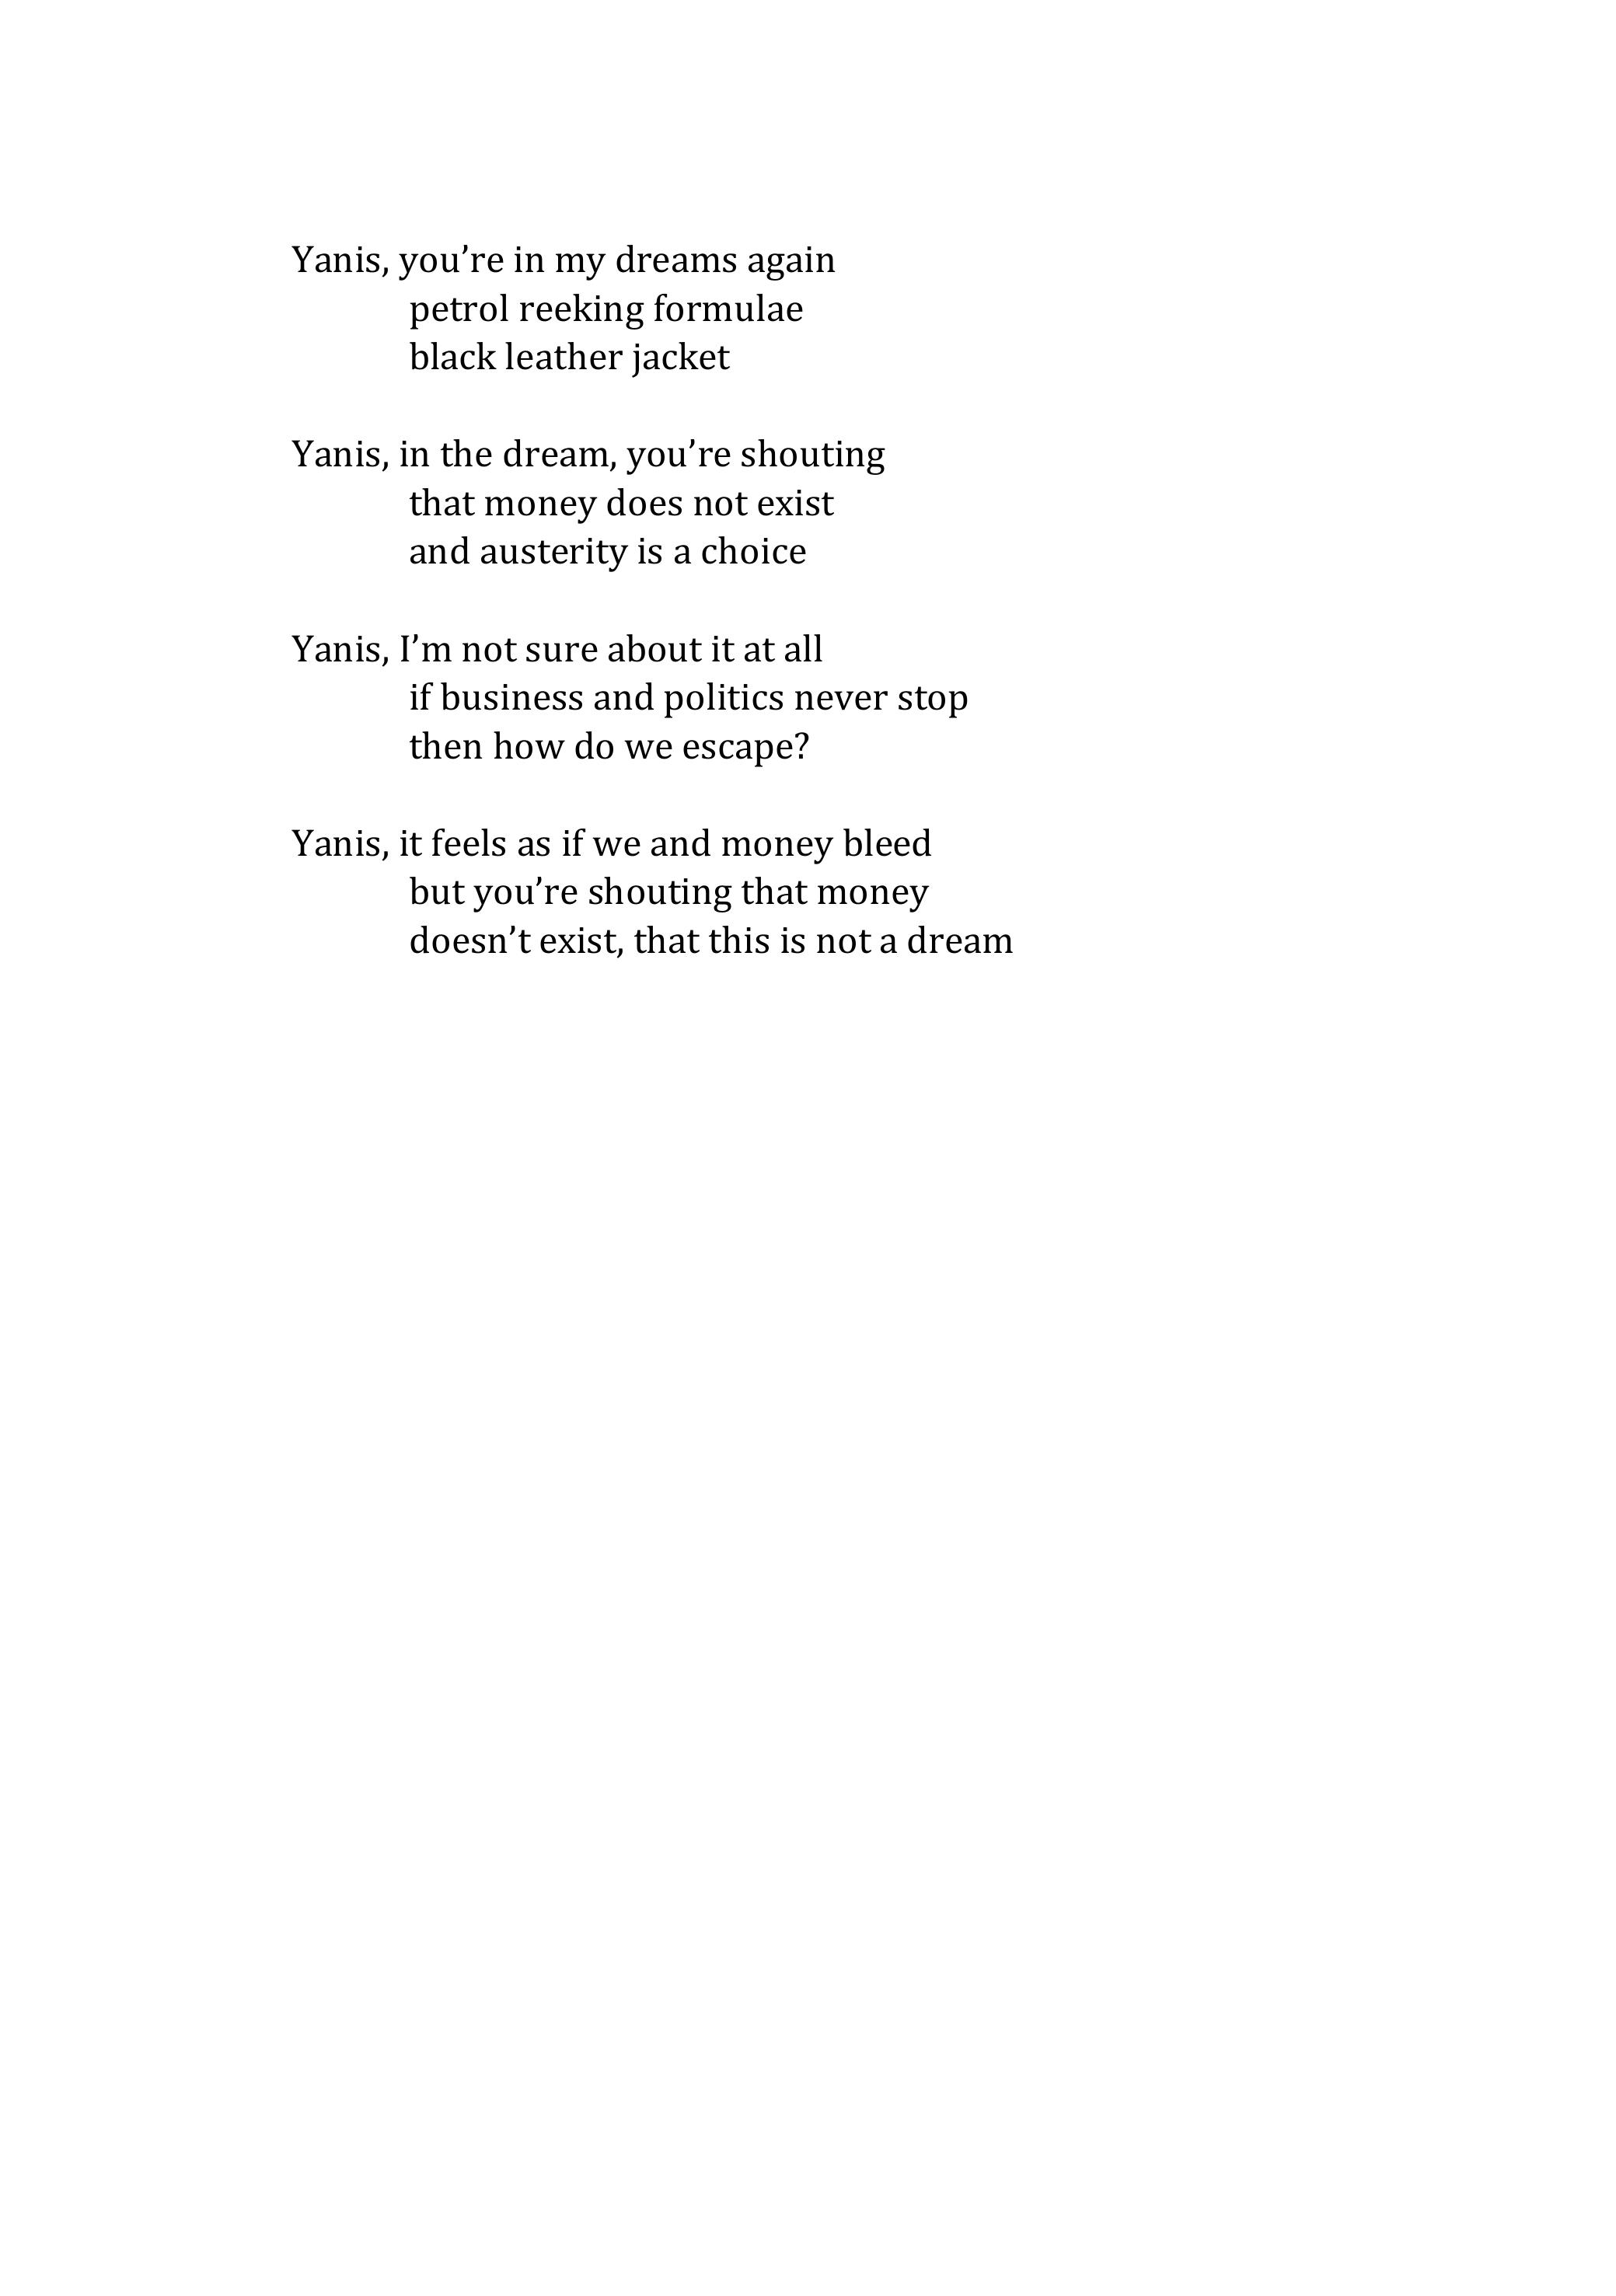 Yanis, you’re in my dreams again
petrol reeking formulae
black leather jacket
Yanis, in the dream, you’re shouting
that money does not exist
and austerity is a choice
Yanis, I’m not sure about it at all
if business and politics never stop
then how do we escape?
Yanis, it feels as if we and money bleed
but you’re shouting that money
doesn’t exist, that this is not a dream